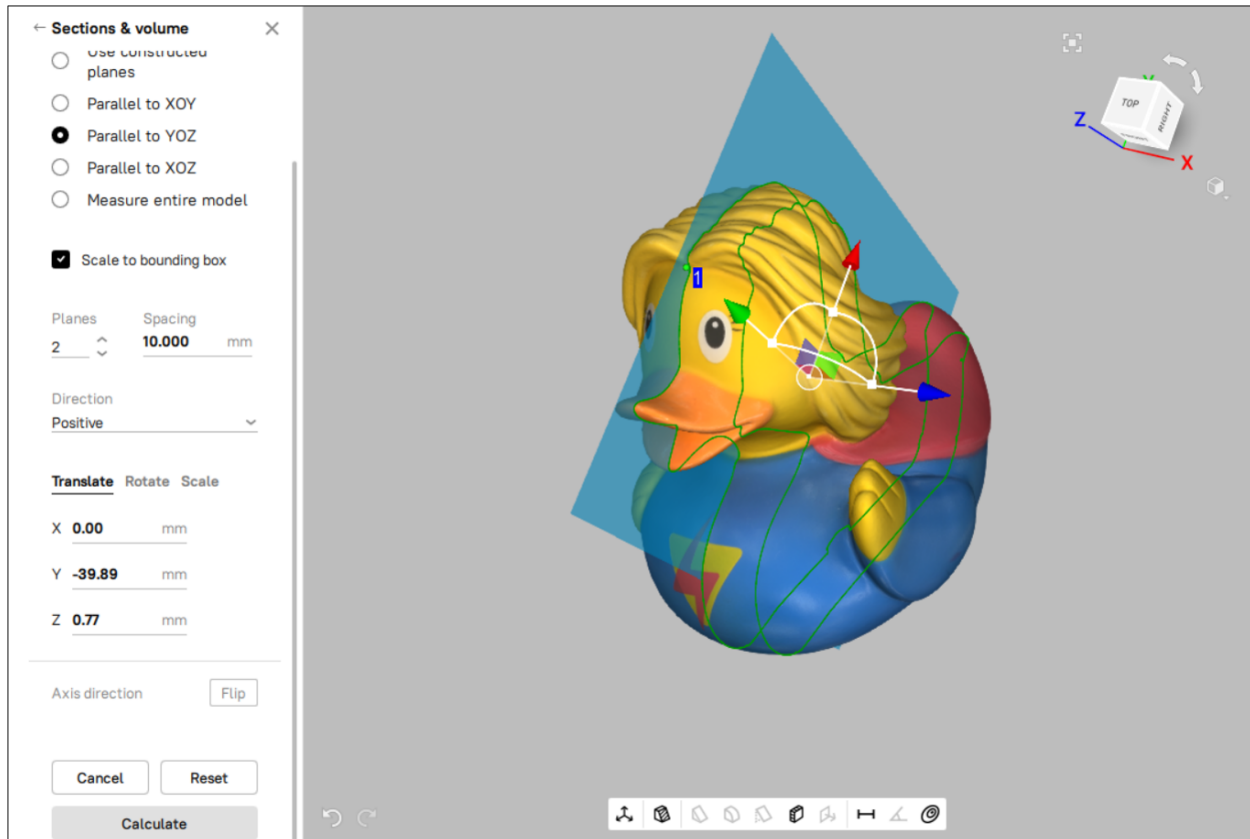 Sections & volume
Use constructed
planes
Parallel to XOY
Parallel to YOZ
Parallel to XOZ
Measure entire model
Scale to bounding box
Planes Spacing
2 10.000 mm
Direction
Positive
Translate Rotate Scale
X 0.00 mm
Y -39.89 mm
Z 0.77 mm
Axis direction Flip
Cancel Reset
Calculate
1
Y
TOP
RIGHT
Z
X